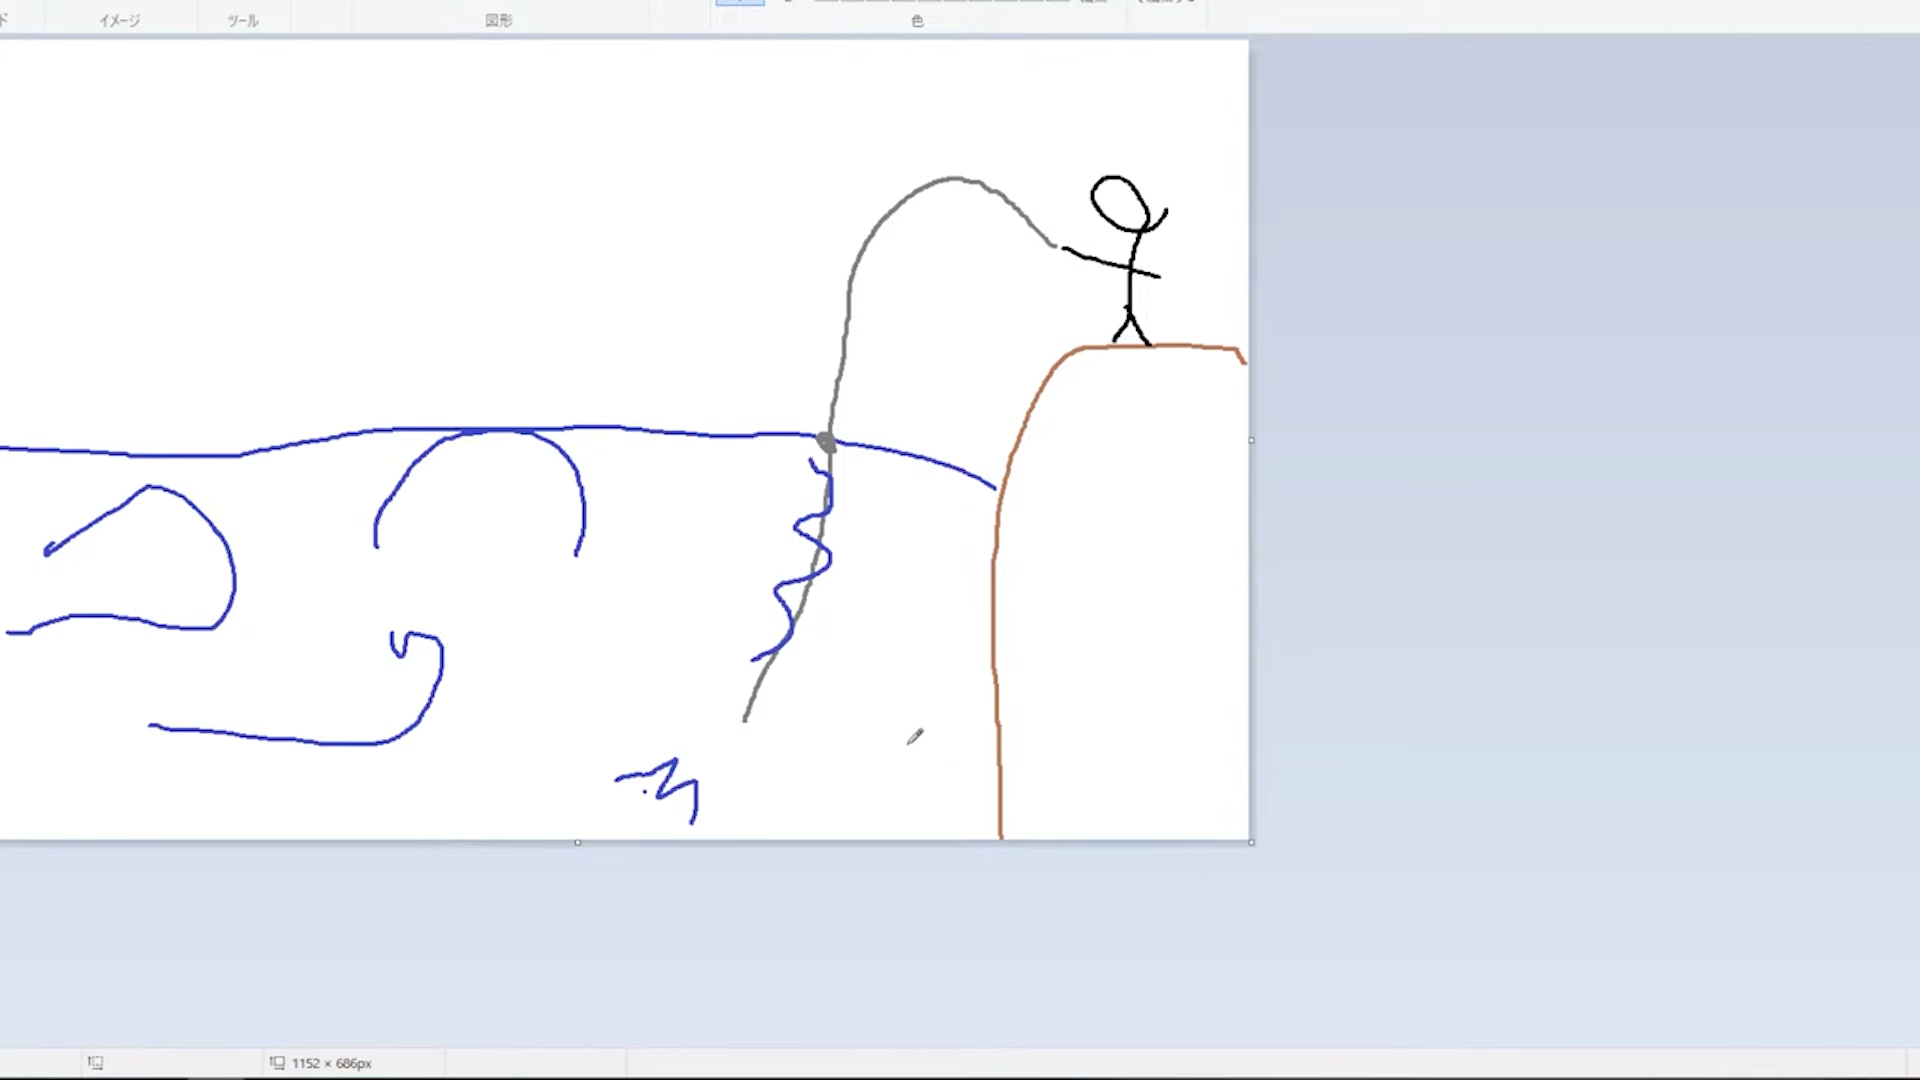 イメージ ツール 図形 色
1152 × 686px